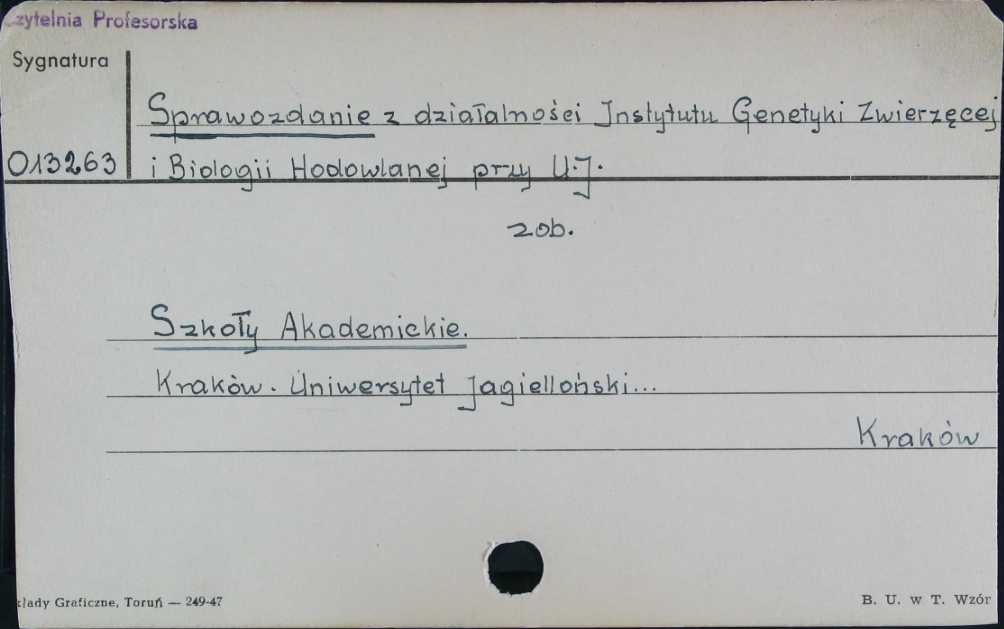 Czytelnia Profesorska
Sygnatura
013263
Sprawozdanie z działalności Instytutu Genetyki Zwierzęcej
i Biologii Hodowlanej przy U.J.
zob.
Szkoły Akademickie.
Kraków. Uniwersytet Jagielloński...
Kraków
kłady Graficzne, Toruń — 249-47
B. U. w T. Wzór